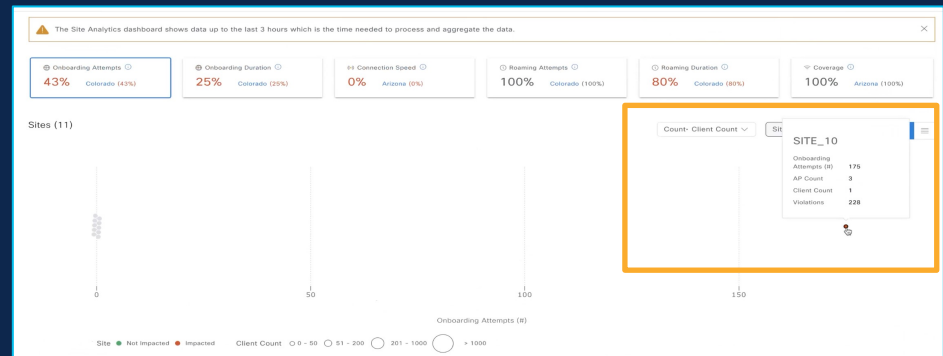 The Site Analytics dashboard shows data up to the last 3 hours which is the time needed to process and aggregate the data.
Onboarding Attempts
43% Colorado (43%)
Onboarding Duration
25% Colorado (25%)
Connection Speed
0% Arizona (0%)
Roaming Attempts
100% Colorado (100%)
Roaming Duration
80% Colorado (80%)
Coverage
100% Arizona (100%)
Sites (11)
Count- Client Count
Sit
SITE_10
Onboarding
Attempts (#) 175
AP Count 3
Client Count 1
Violations 228
0 50 100 150
Onboarding Attempts (#)
Site Not Impacted Impacted Client Count 0 - 50 51 - 200 201 - 1000 > 1000